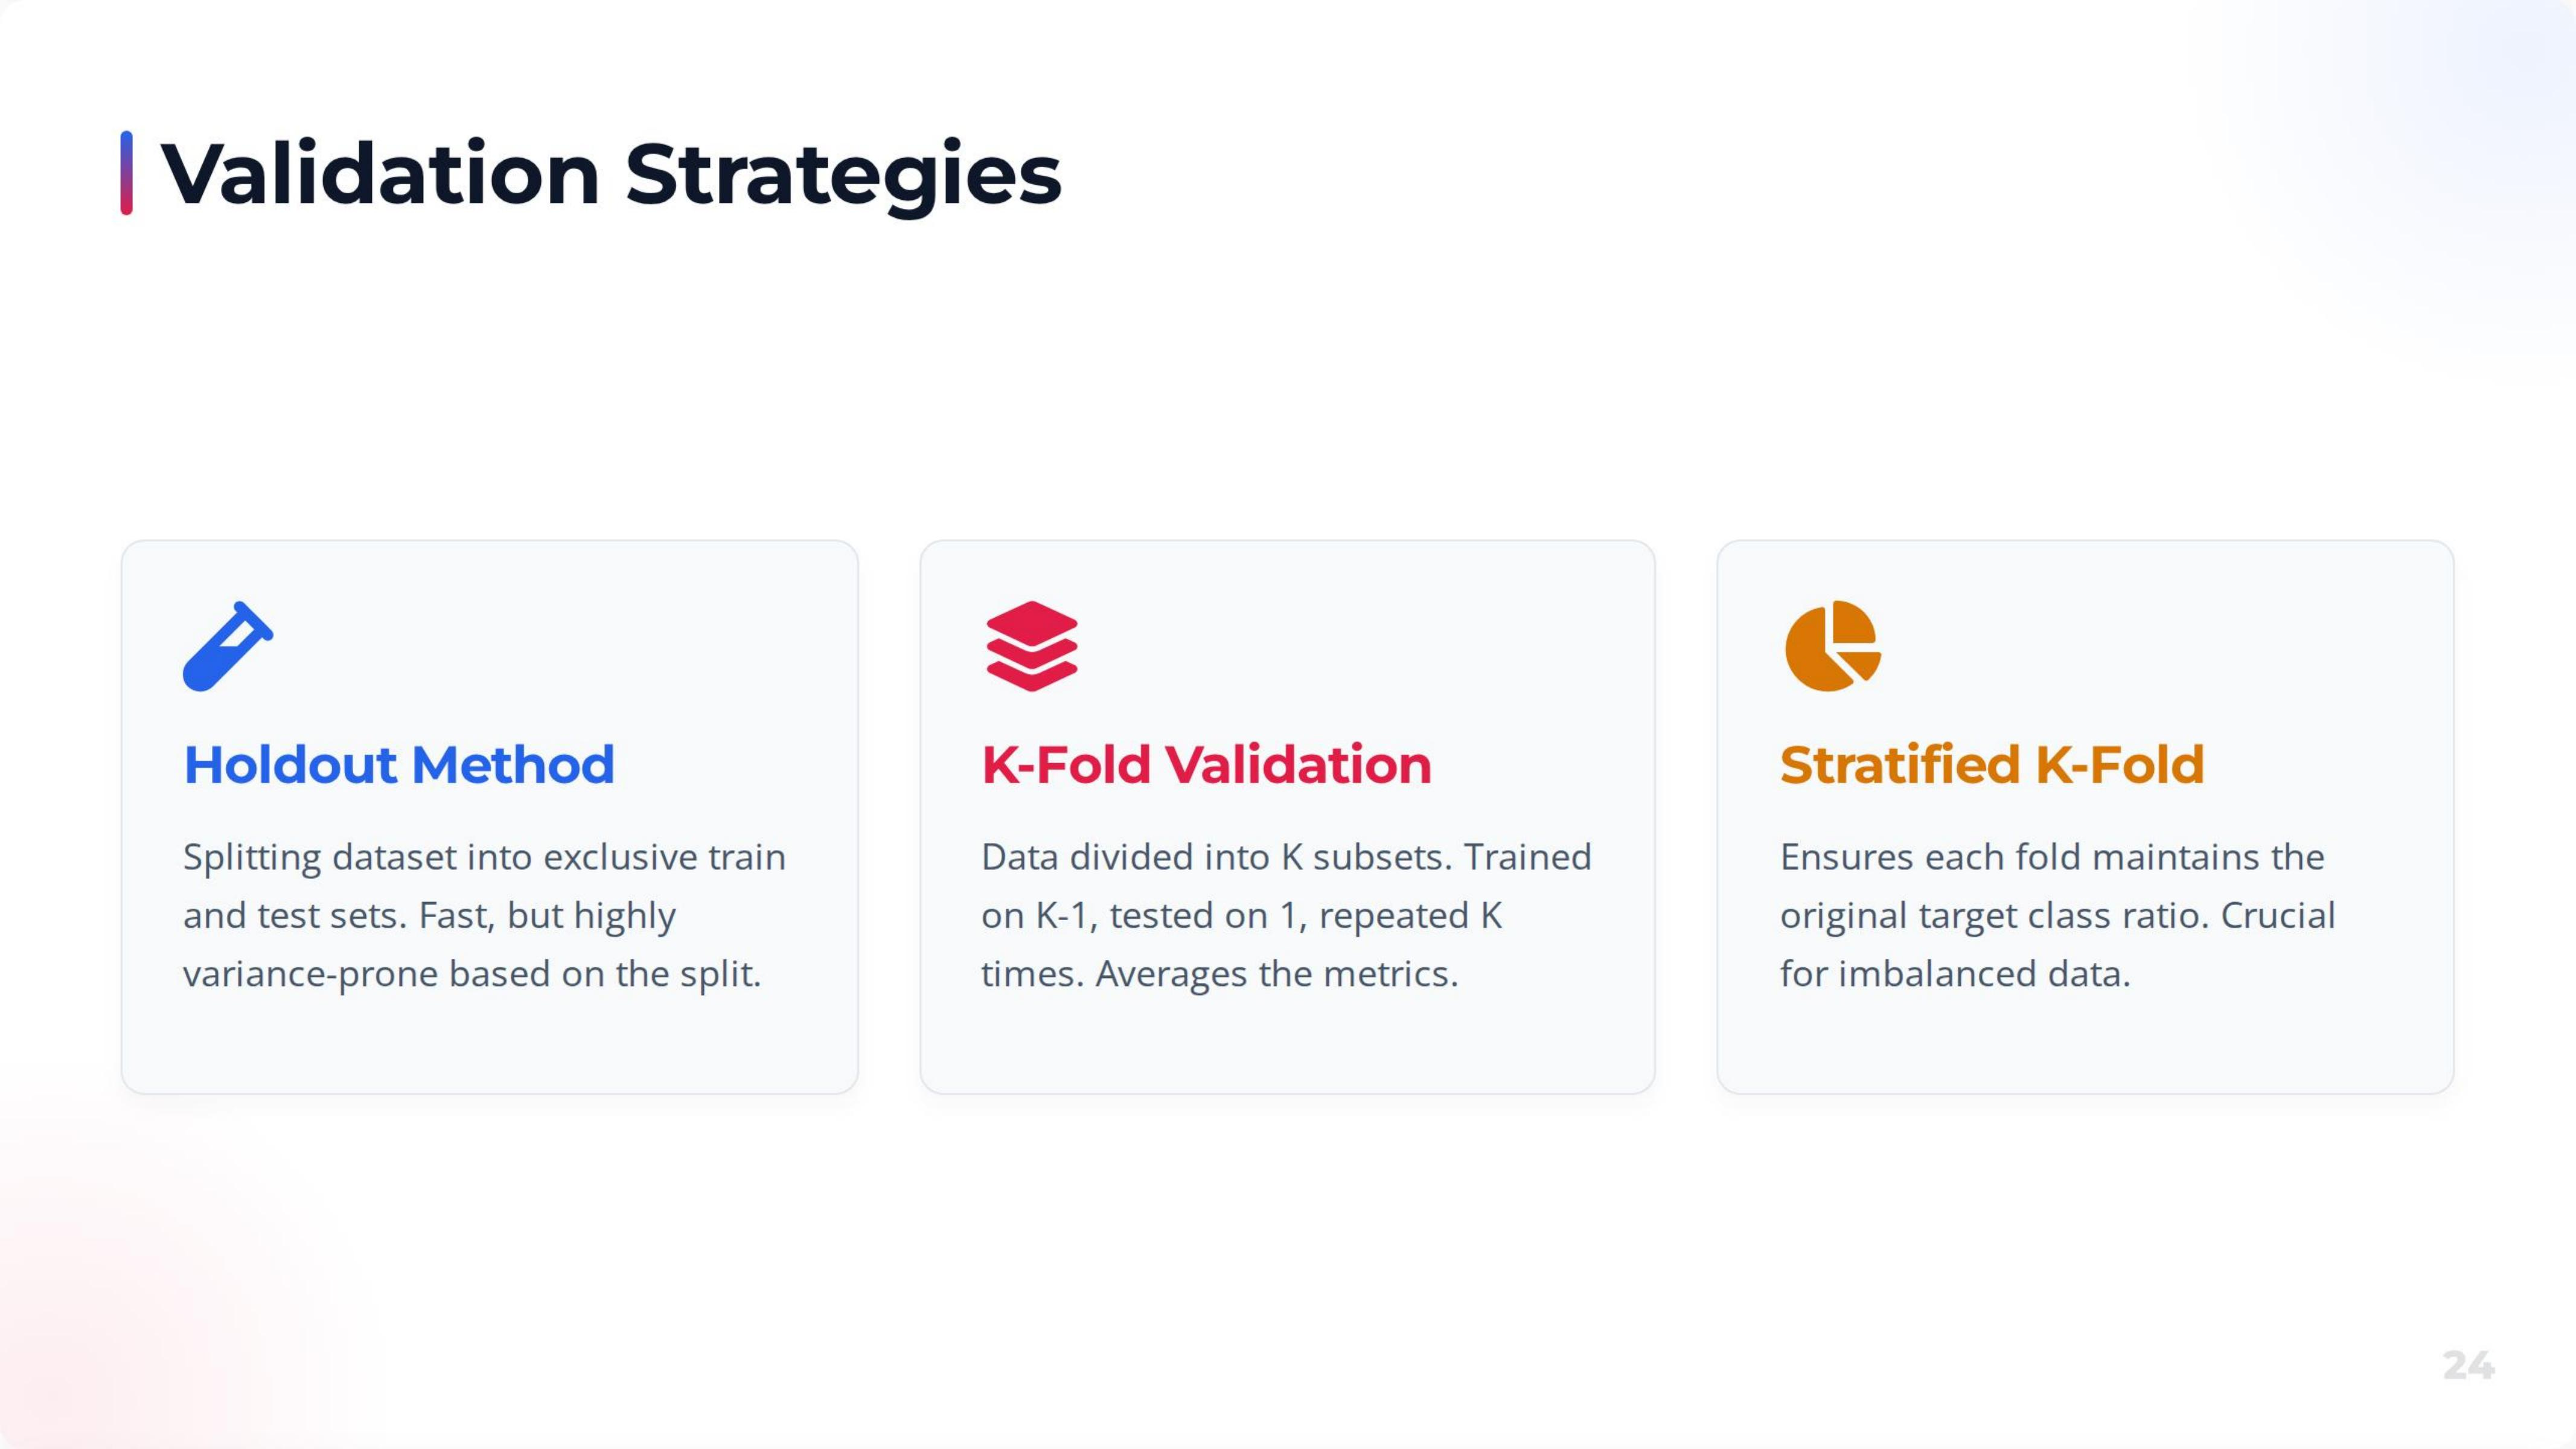 Validation Strategies
Holdout Method
Splitting dataset into exclusive train
and test sets. Fast, but highly
variance-prone based on the split.
K-Fold Validation
Data divided into K subsets. Trained
on K-1, tested on 1, repeated K
times. Averages the metrics.
Stratified K-Fold
Ensures each fold maintains the
original target class ratio. Crucial
for imbalanced data.
24